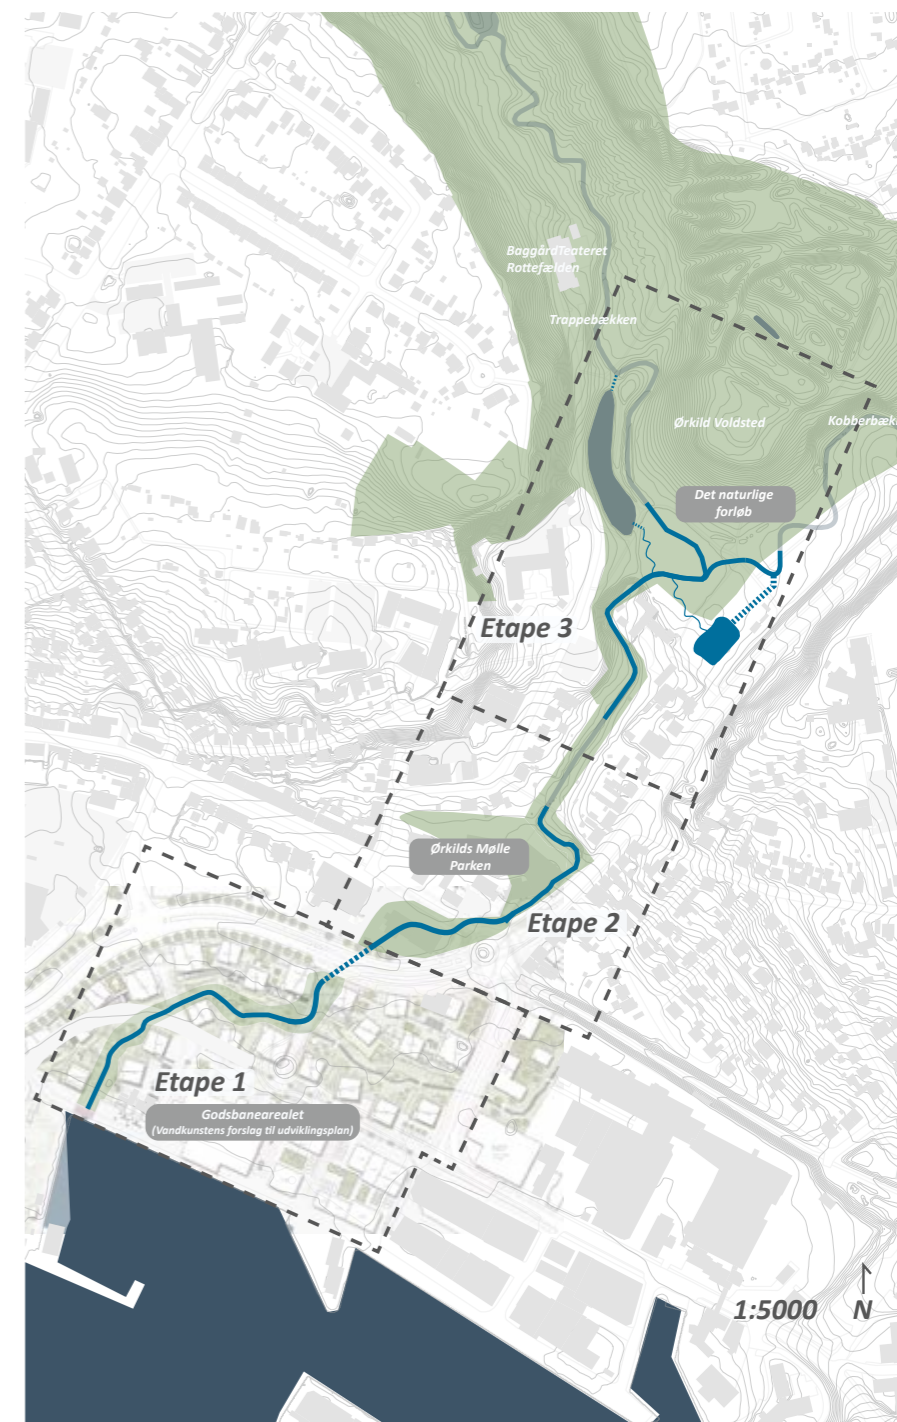 BaggårdTeateret
Rottefælden
Trappebækken
Ørkild Voldsted
Det naturlige
forløb
Etape 3
Ørkilds Mølle
Parken
Etape 2
Etape 1
Godsbanearealet
(Vandkunstens forslag til udviklingsplan)
1:5000
N